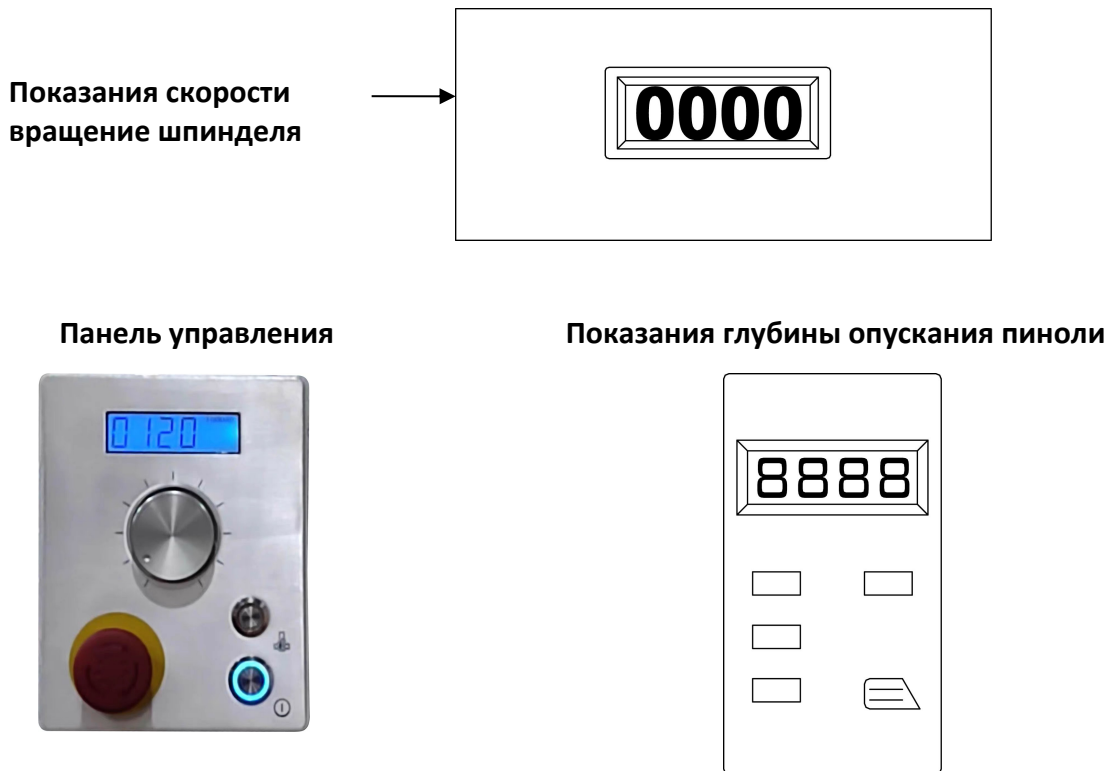 Показания скорости
вращение шпинделя
0000
Панель управления
Показания глубины опускания пиноли
0120
8888